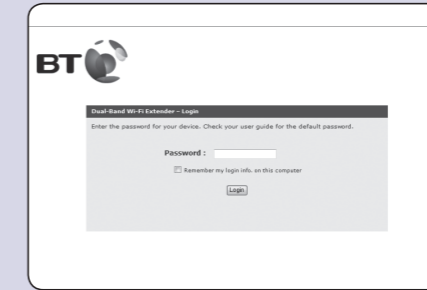 BT
Dual-Band Wi-Fi Extender – Login
Enter the password for your device. Check your user guide for the default password.
Password :
Remember my login info. on this computer
Login